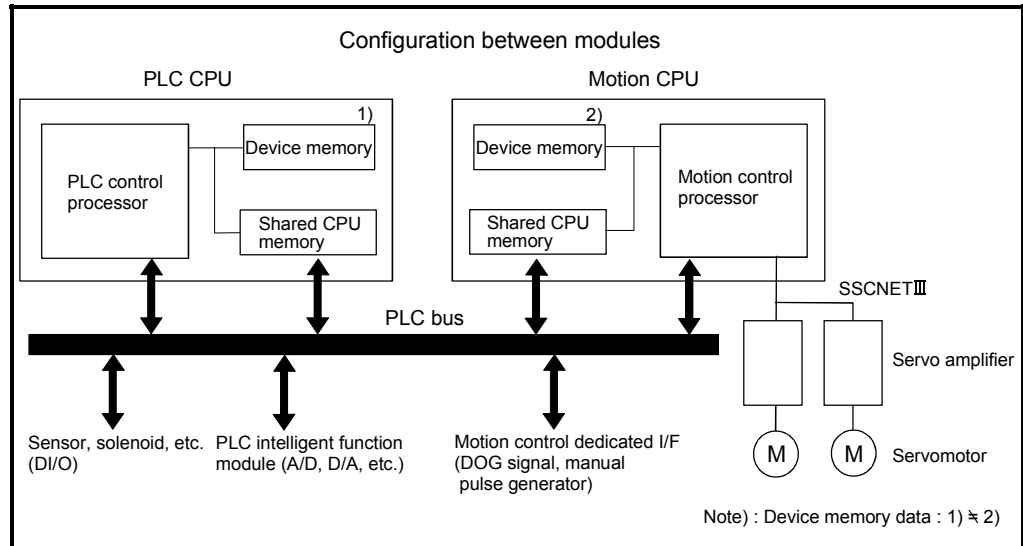 Configuration between modules
PLC CPU
Motion CPU
1)
Device memory
PLC control
processor
Shared CPU
memory
2)
Device memory
Motion control
processor
Shared CPU
memory
SSCNETⅢ
PLC bus
Servo amplifier
Sensor, solenoid, etc.
(DI/O)
PLC intelligent function
module (A/D, D/A, etc.)
Motion control dedicated I/F
(DOG signal, manual
pulse generator)
M
M
Servomotor
Note) : Device memory data : 1) ≒ 2)